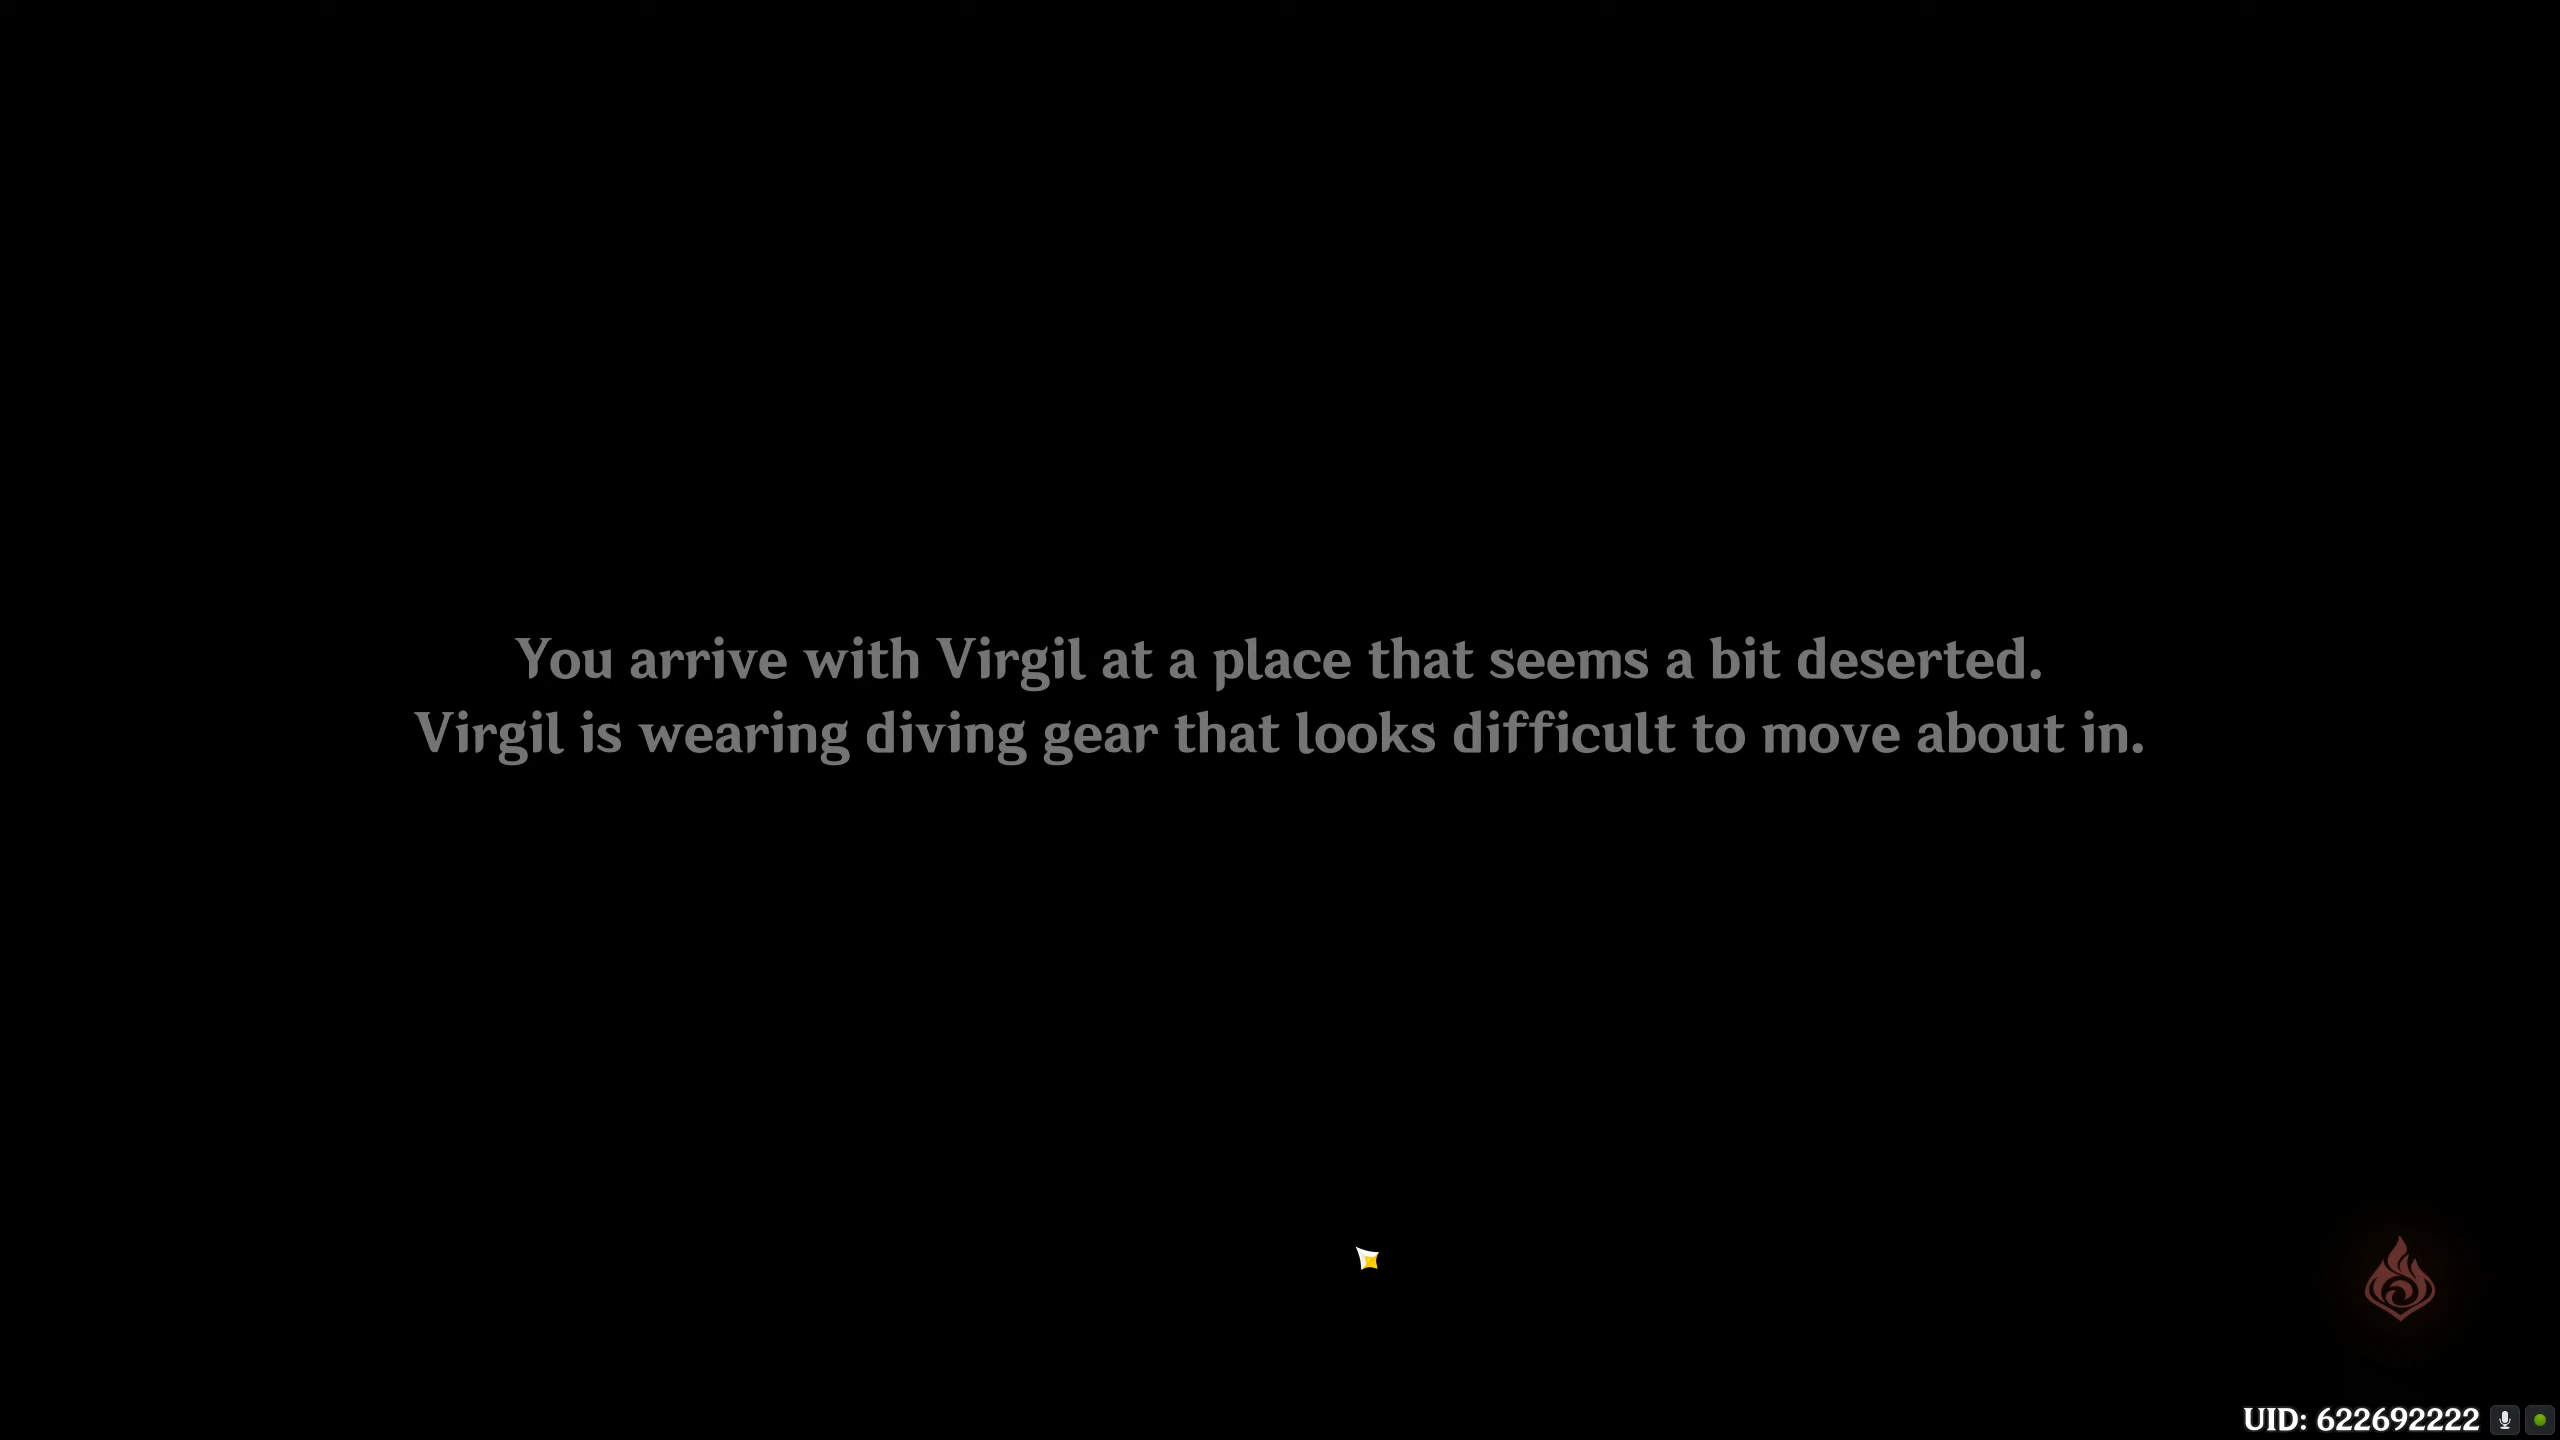 You arrive with Virgil at a place that seems a bit deserted.
Virgil is wearing diving gear that looks difficult to move about in.
UID: 622692222